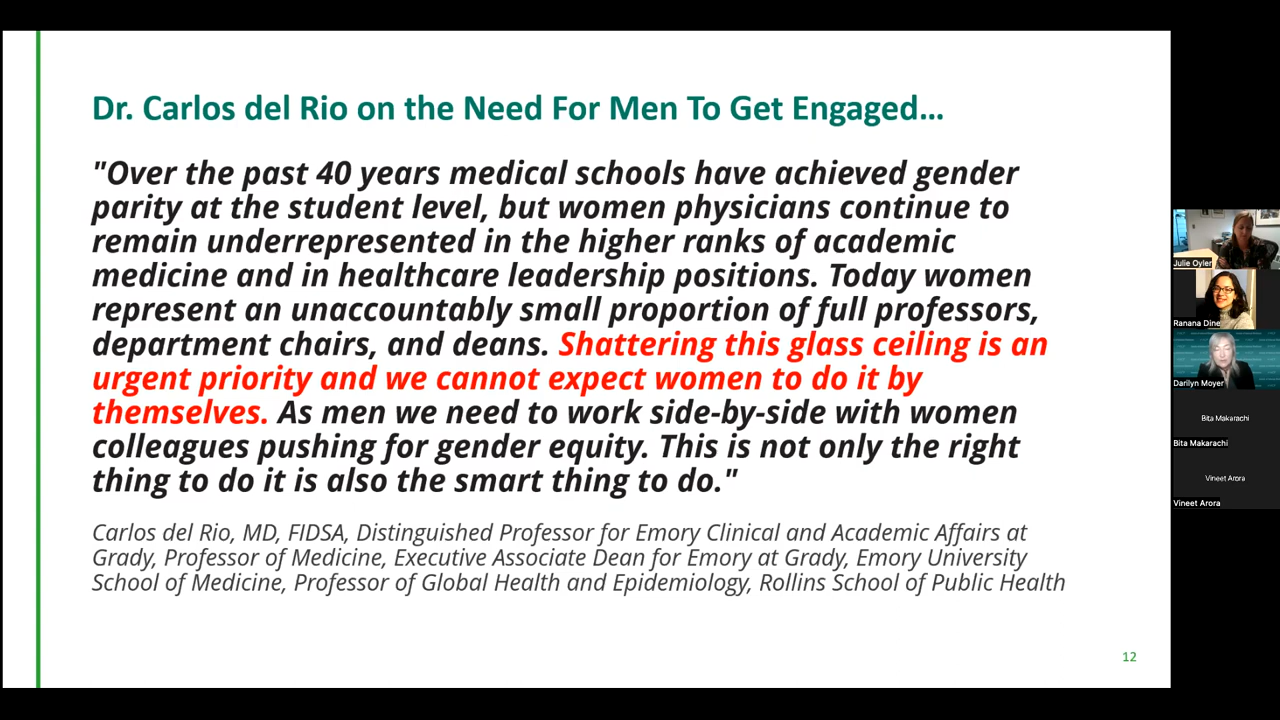 Dr. Carlos del Rio on the Need For Men To Get Engaged...
"Over the past 40 years medical schools have achieved gender
parity at the student level, but women physicians continue to
remain underrepresented in the higher ranks of academic
medicine and in healthcare leadership positions. Today women
represent an unaccountably small proportion of full professors,
department chairs, and deans. Shattering this glass ceiling is an
urgent priority and we cannot expect women to do it by
themselves. As men we need to work side-by-side with women
colleagues pushing for gender equity. This is not only the right
thing to do it is also the smart thing to do."
Carlos del Rio, MD, FIDSA, Distinguished Professor for Emory Clinical and Academic Affairs at
Grady, Professor of Medicine, Executive Associate Dean for Emory at Grady, Emory University
School of Medicine, Professor of Global Health and Epidemiology, Rollins School of Public Health
12
Julie Oyler
Ranana Dine
Darilyn Moyer
Bita Makarachi
Bita Makarachi
Vineet Arora
Vineet Arora